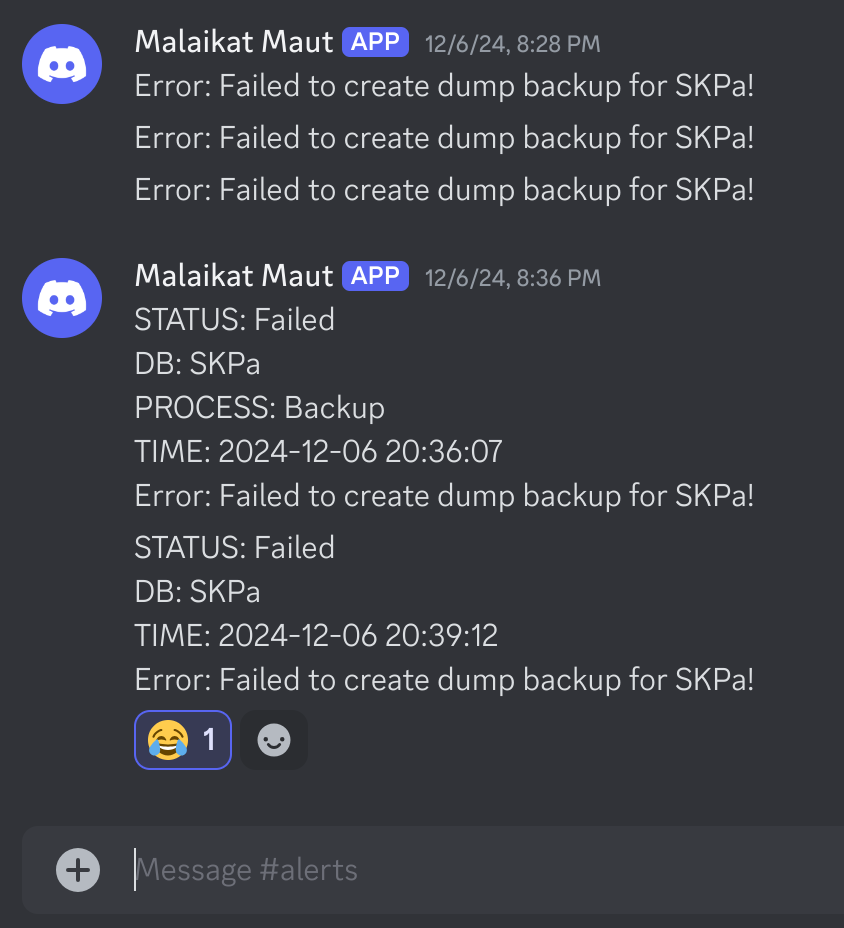 Malaikat Maut APP 12/6/24, 8:28 PM
Error: Failed to create dump backup for SKPa!
Error: Failed to create dump backup for SKPa!
Error: Failed to create dump backup for SKPa!
Malaikat Maut APP 12/6/24, 8:36 PM
STATUS: Failed
DB: SKPa
PROCESS: Backup
TIME: 2024-12-06 20:36:07
Error: Failed to create dump backup for SKPa!
STATUS: Failed
DB: SKPa
TIME: 2024-12-06 20:39:12
Error: Failed to create dump backup for SKPa!
😂 1
Message #alerts